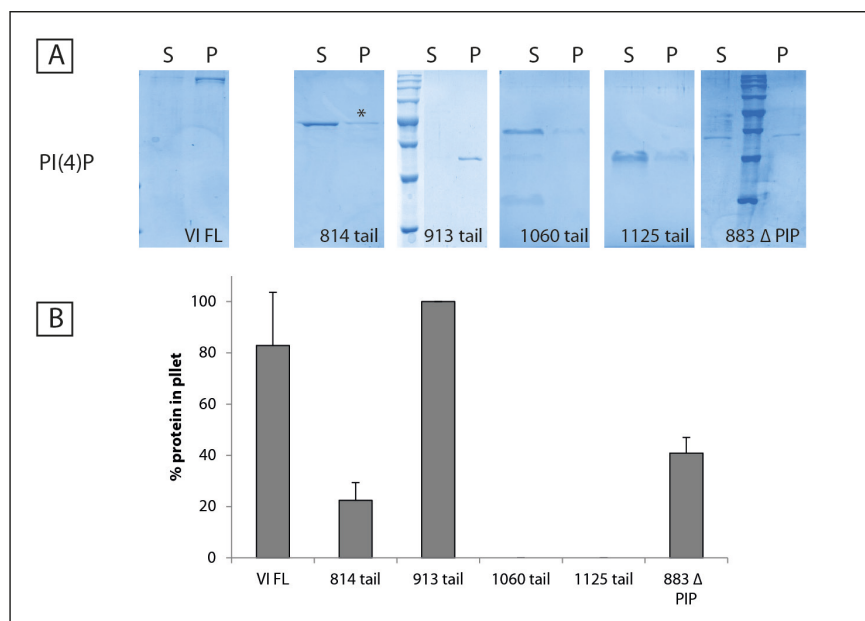 A
S P
S P
S P
S P
S P
S P
*
PI(4)P
VI FL
814 tail
913 tail
1060 tail
1125 tail
883 Δ PIP
B
% protein in pllet
100
80
60
40
20
0
VI FL
814 tail
913 tail
1060 tail
1125 tail
883 Δ
PIP